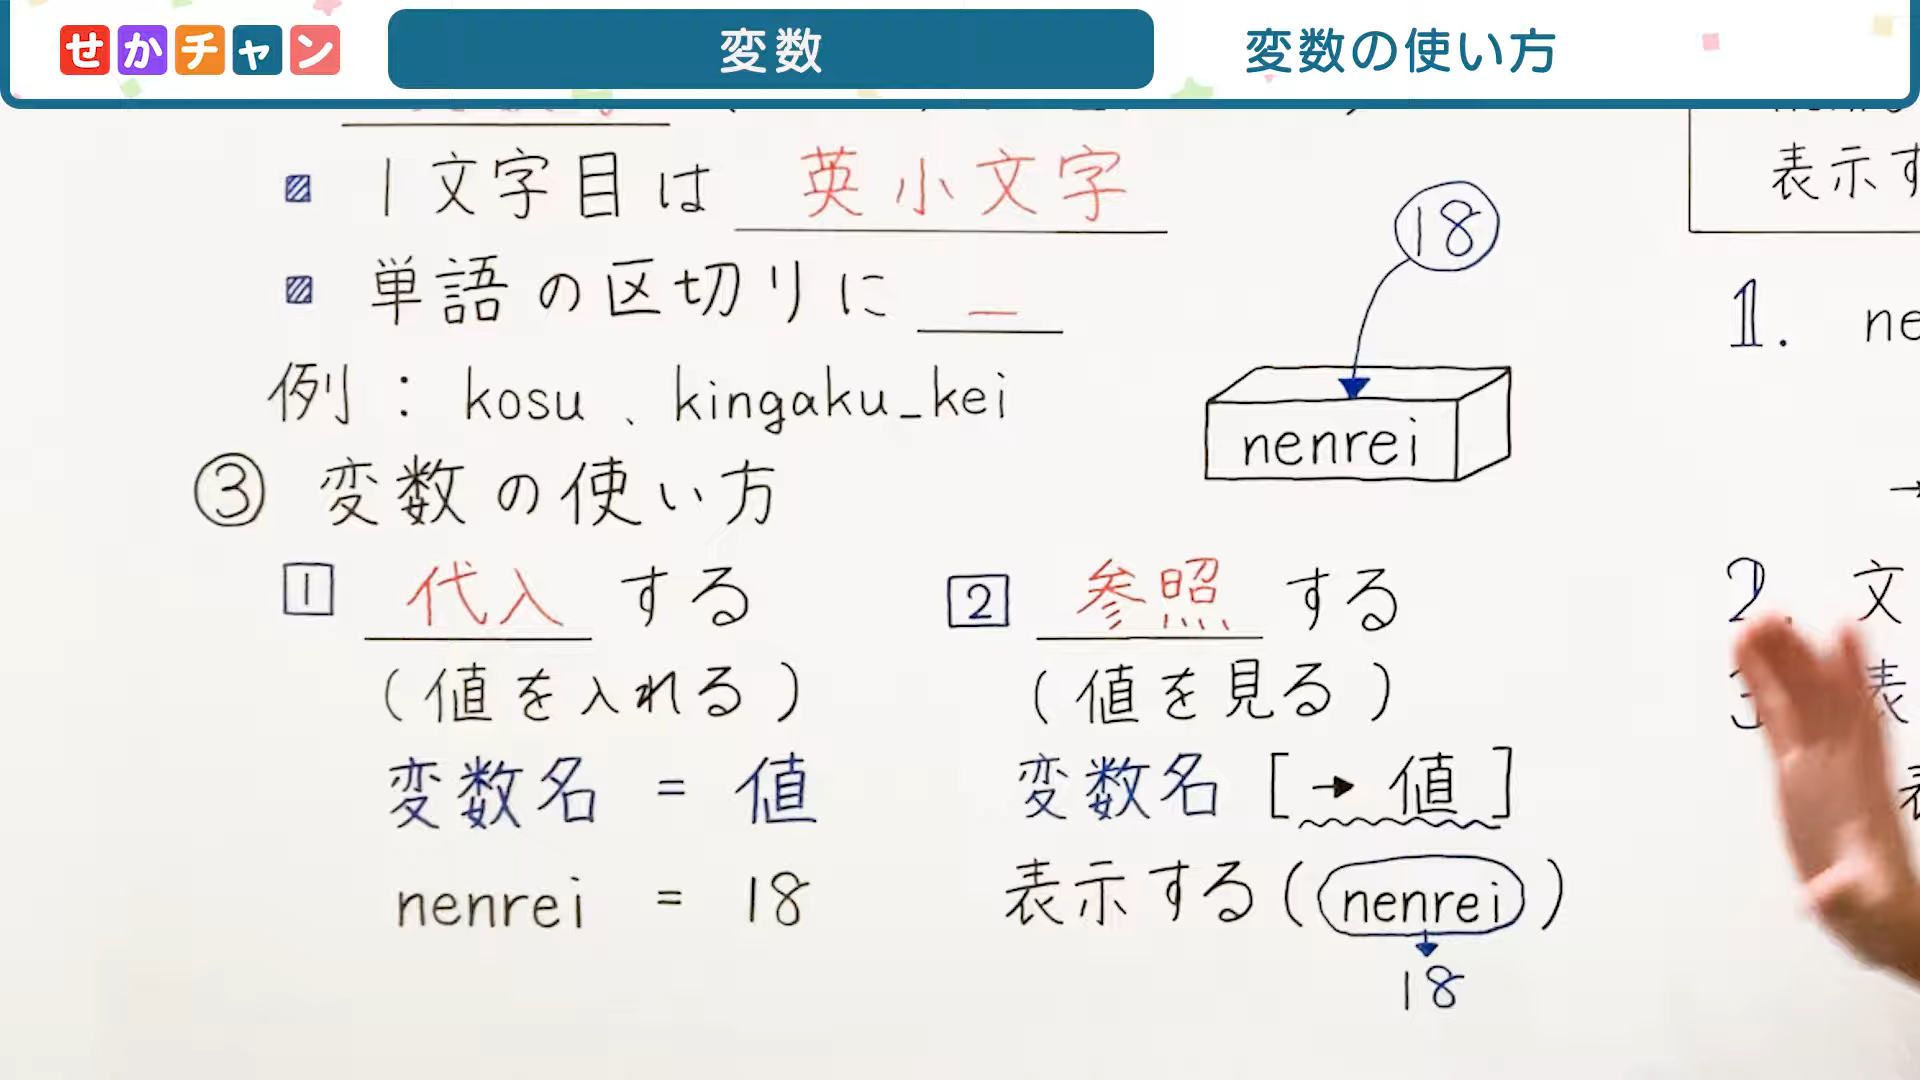 せかチャン
変数
変数の使い方
1文字目は 英小文字
単語の区切りに _
例：kosu、kingaku_kei
③ 変数の使い方
1 代入する
(値を入れる)
変数名 = 値
nenrei = 18
18
nenrei
2 参照する
(値を見る)
変数名 [→ 値]
表示する(nenrei)
18
表示す
1. ne
→
2. 文
3 表